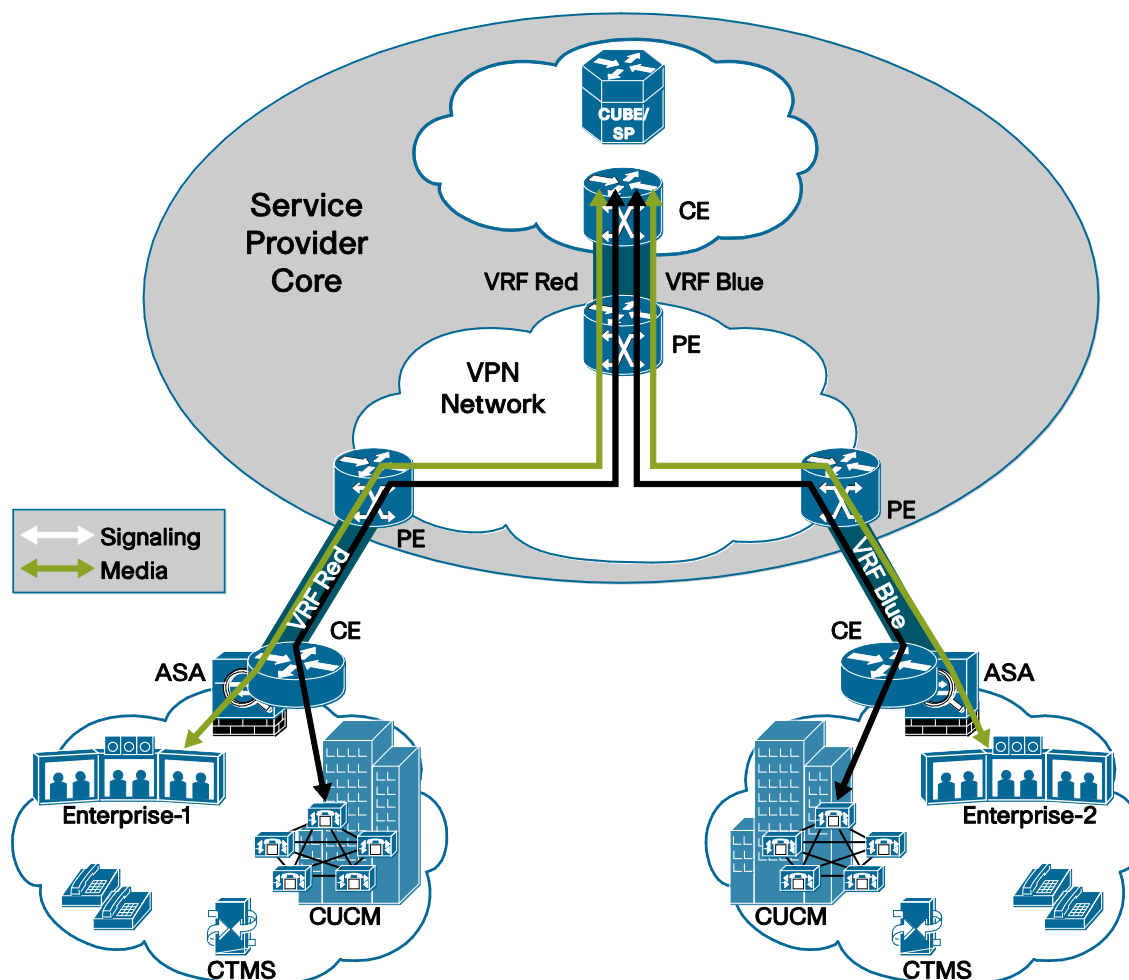 CUBE/
SP
CE
Service
Provider
Core
VRF Red
VRF Blue
PE
VPN
Network
Signaling
Media
PE
PE
VRF Red
VRF Blue
CE
CE
ASA
ASA
Enterprise-1
Enterprise-2
CUCM
CUCM
CTMS
CTMS